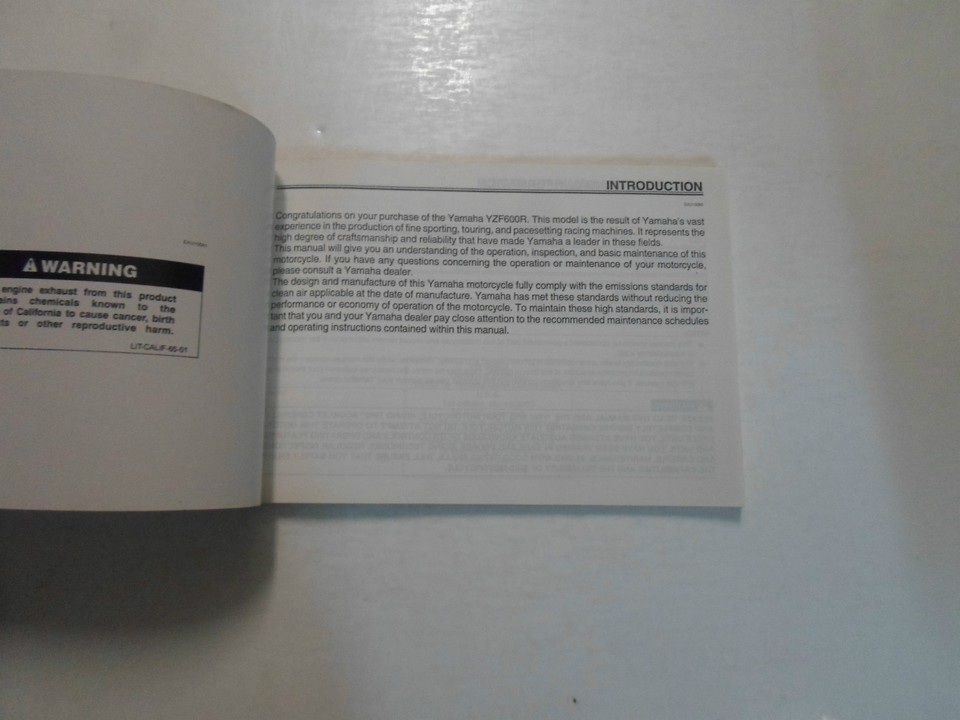 ⚠ WARNING
engine exhaust from this product
chemicals known to the
of California to cause cancer, birth
or other reproductive harm.
LIT-CALIF-65-01
INTRODUCTION
Congratulations on your purchase of the Yamaha YZF600R. This model is the result of Yamaha's vast
experience in the production of fine sporting, touring, and pacesetting racing machines. It represents the
high degree of craftsmanship and reliability that have made Yamaha a leader in these fields.
This manual will give you an understanding of the operation, inspection, and basic maintenance of this
motorcycle. If you have any questions concerning the operation or maintenance of your motorcycle,
please consult a Yamaha dealer.
The design and manufacture of this Yamaha motorcycle fully comply with the emissions standards for
clean air applicable at the date of manufacture. Yamaha has met these standards without reducing the
performance or economy of operation of the motorcycle. To maintain these high standards, it is impor-
tant that you and your Yamaha dealer pay close attention to the recommended maintenance schedules
and operating instructions contained within this manual.